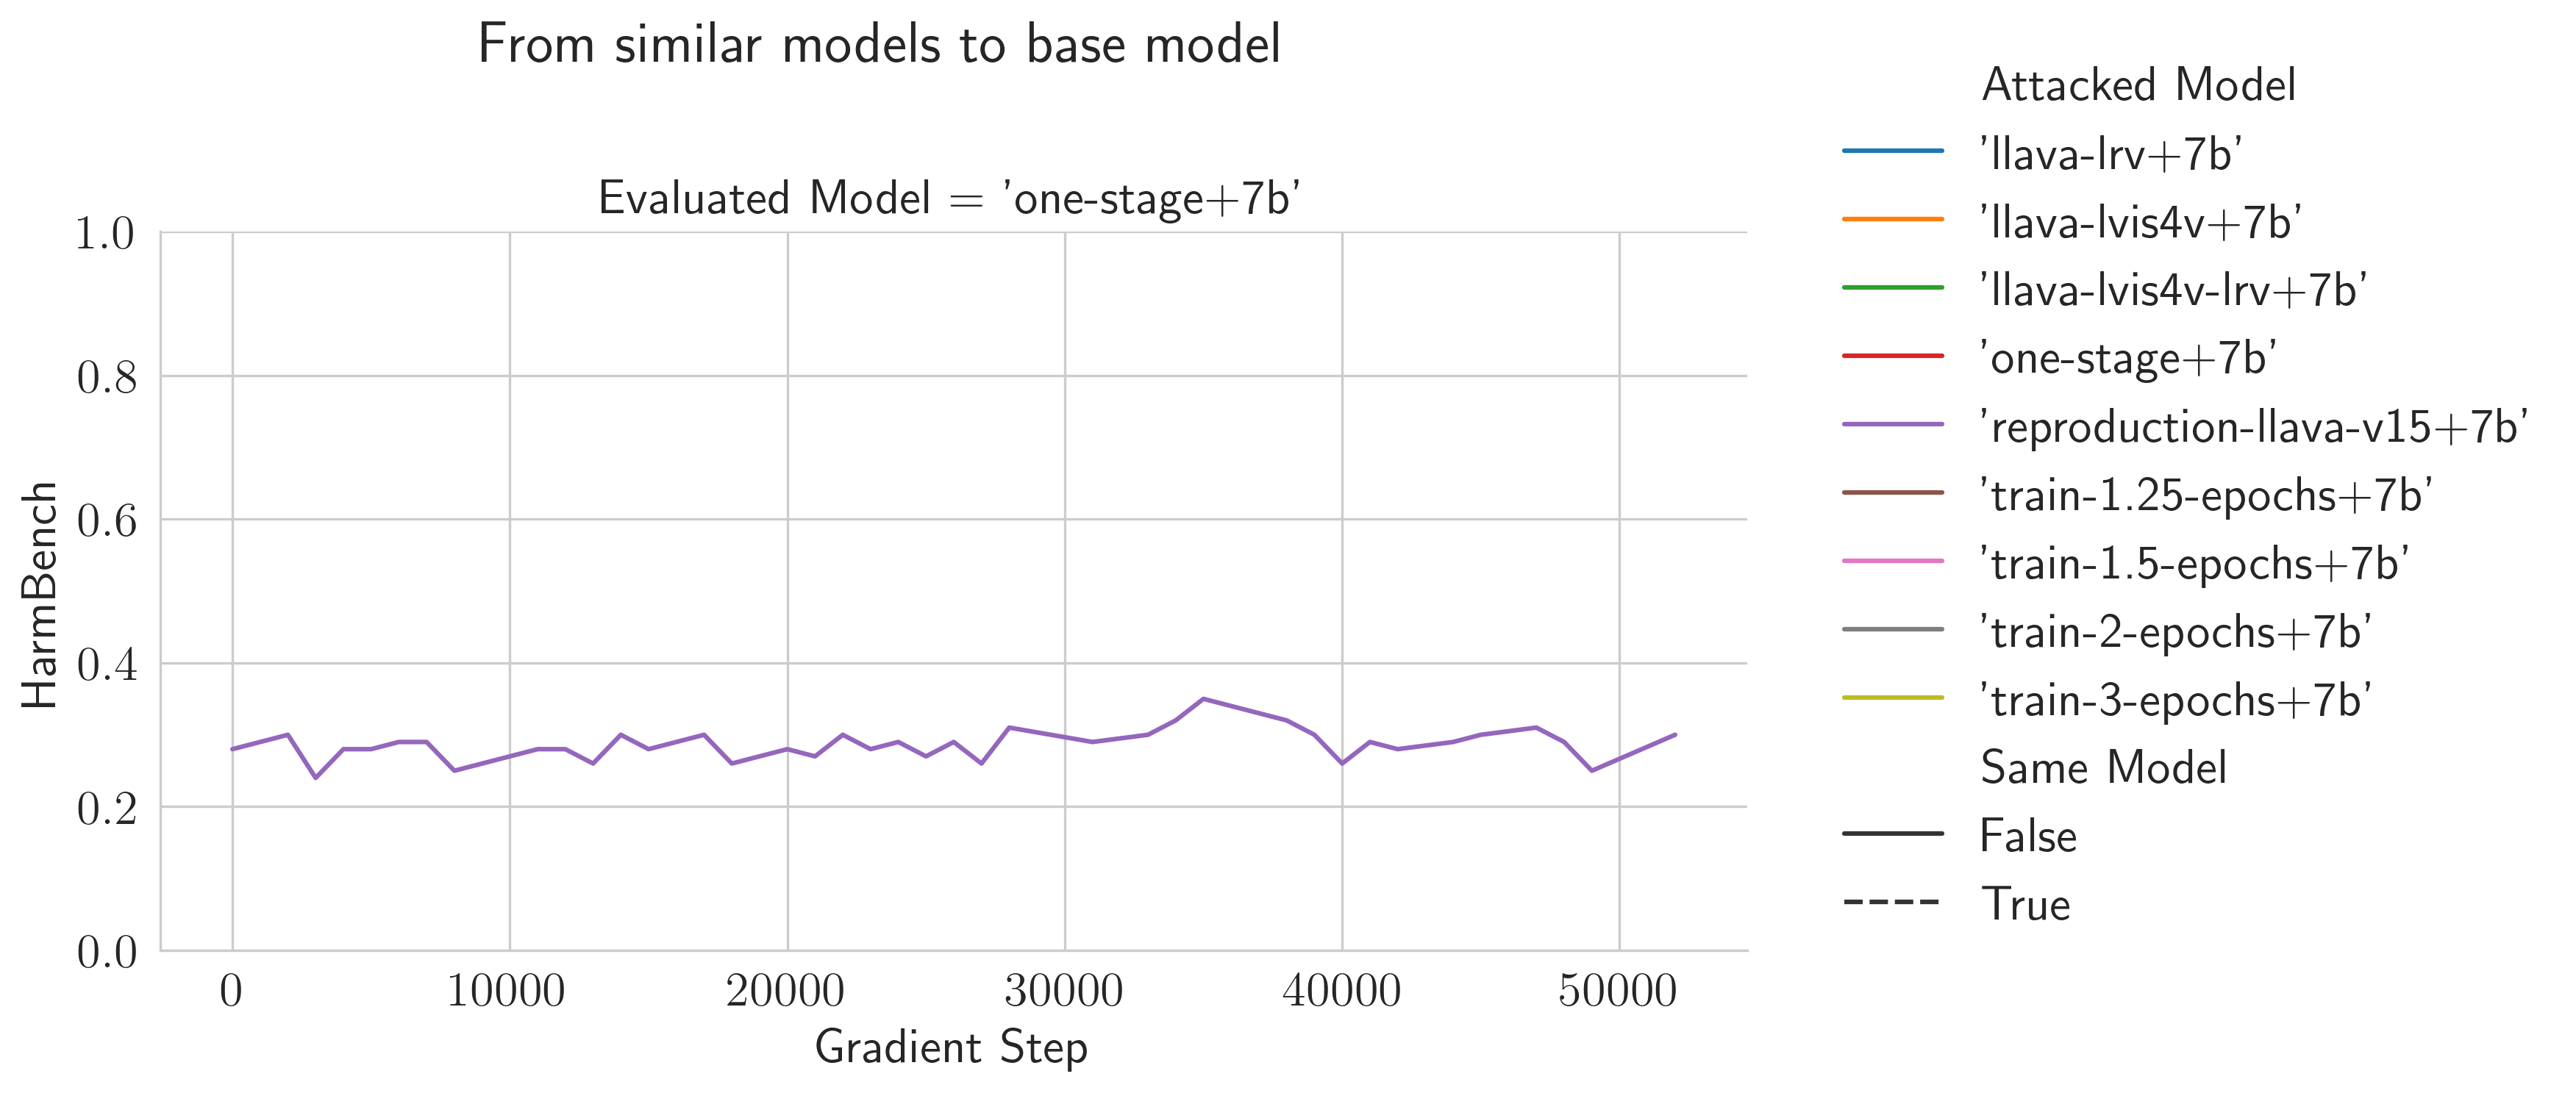 From similar models to base model
Evaluated Model = 'one-stage+7b'
1.0
0.8
0.6
0.4
0.2
0.0
HarmBench
0
10000
20000
30000
40000
50000
Gradient Step
Attacked Model
'llava-lrv+7b'
'llava-lvis4v+7b'
'llava-lvis4v-lrv+7b'
'one-stage+7b'
'reproduction-llava-v15+7b'
'train-1.25-epochs+7b'
'train-1.5-epochs+7b'
'train-2-epochs+7b'
'train-3-epochs+7b'
Same Model
False
True